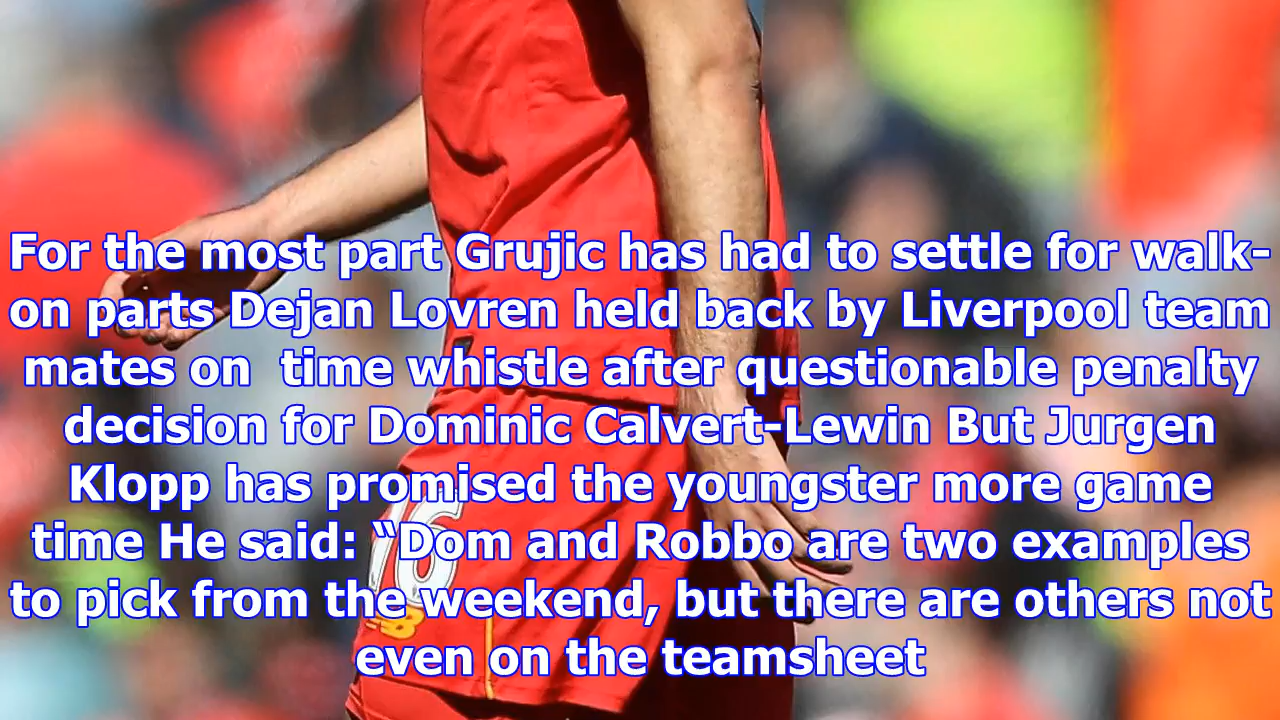 For the most part Grujic has had to settle for walk-
on parts Dejan Lovren held back by Liverpool team
mates on  time whistle after questionable penalty
decision for Dominic Calvert-Lewin But Jurgen
Klopp has promised the youngster more game
time He said: “Dom and Robbo are two examples
to pick from the weekend, but there are others not
even on the teamsheet
16